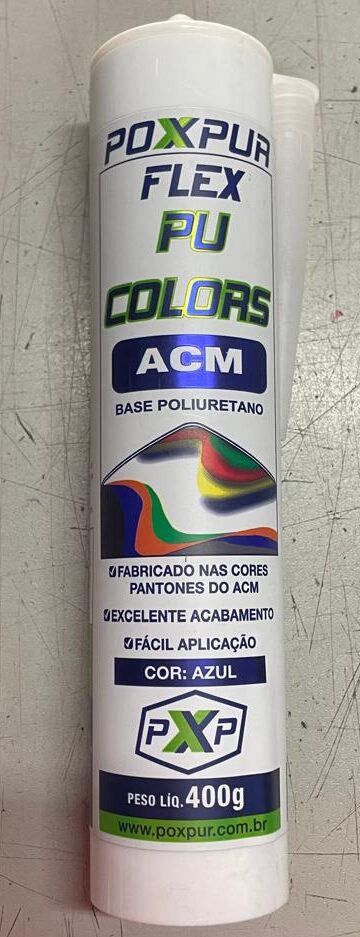 POXPUR
FLEX
PU
COLORS
ACM
BASE POLIURETANO
FABRICADO NAS CORES
PANTONES DO ACM
EXCELENTE ACABAMENTO
FÁCIL APLICAÇÃO
COR: AZUL
PXP
PESO LÍQ. 400g
www.poxpur.com.br